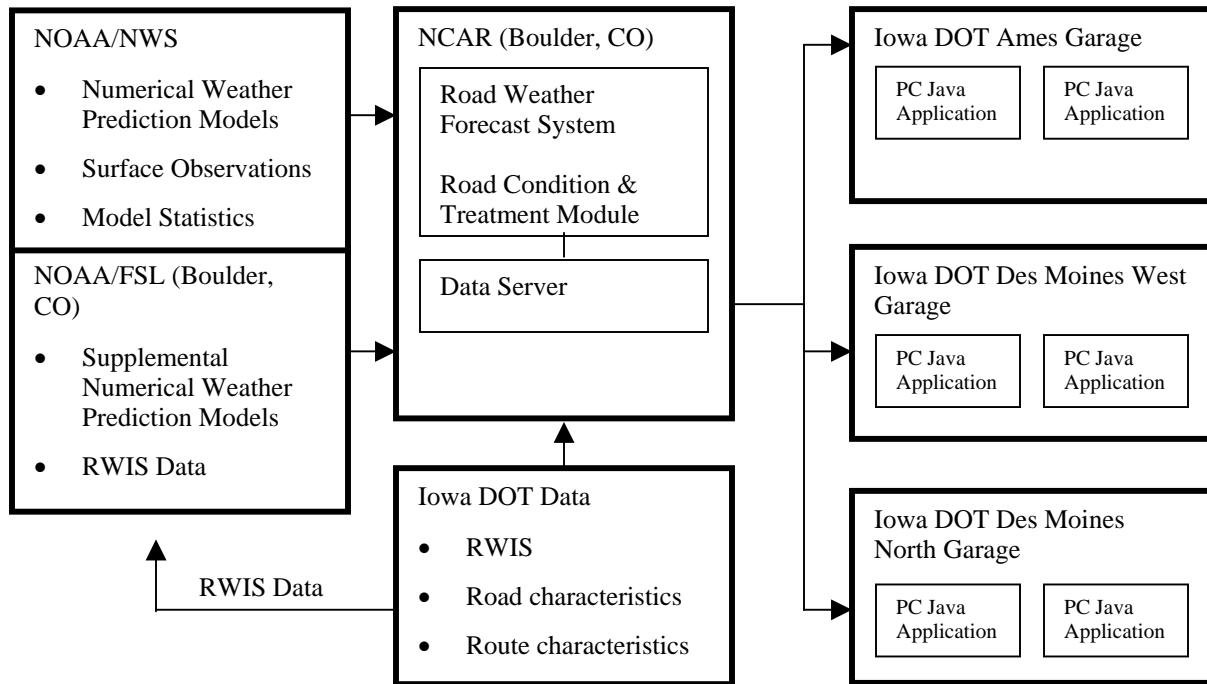 NOAA/NWS
• Numerical Weather
Prediction Models
• Surface Observations
• Model Statistics
NOAA/FSL (Boulder,
CO)
• Supplemental
Numerical Weather
Prediction Models
• RWIS Data
RWIS Data
NCAR (Boulder, CO)
Road Weather
Forecast System
Road Condition &
Treatment Module
Data Server
Iowa DOT Data
• RWIS
• Road characteristics
• Route characteristics
Iowa DOT Ames Garage
PC Java
Application
PC Java
Application
Iowa DOT Des Moines West
Garage
PC Java
Application
PC Java
Application
Iowa DOT Des Moines
North Garage
PC Java
Application
PC Java
Application